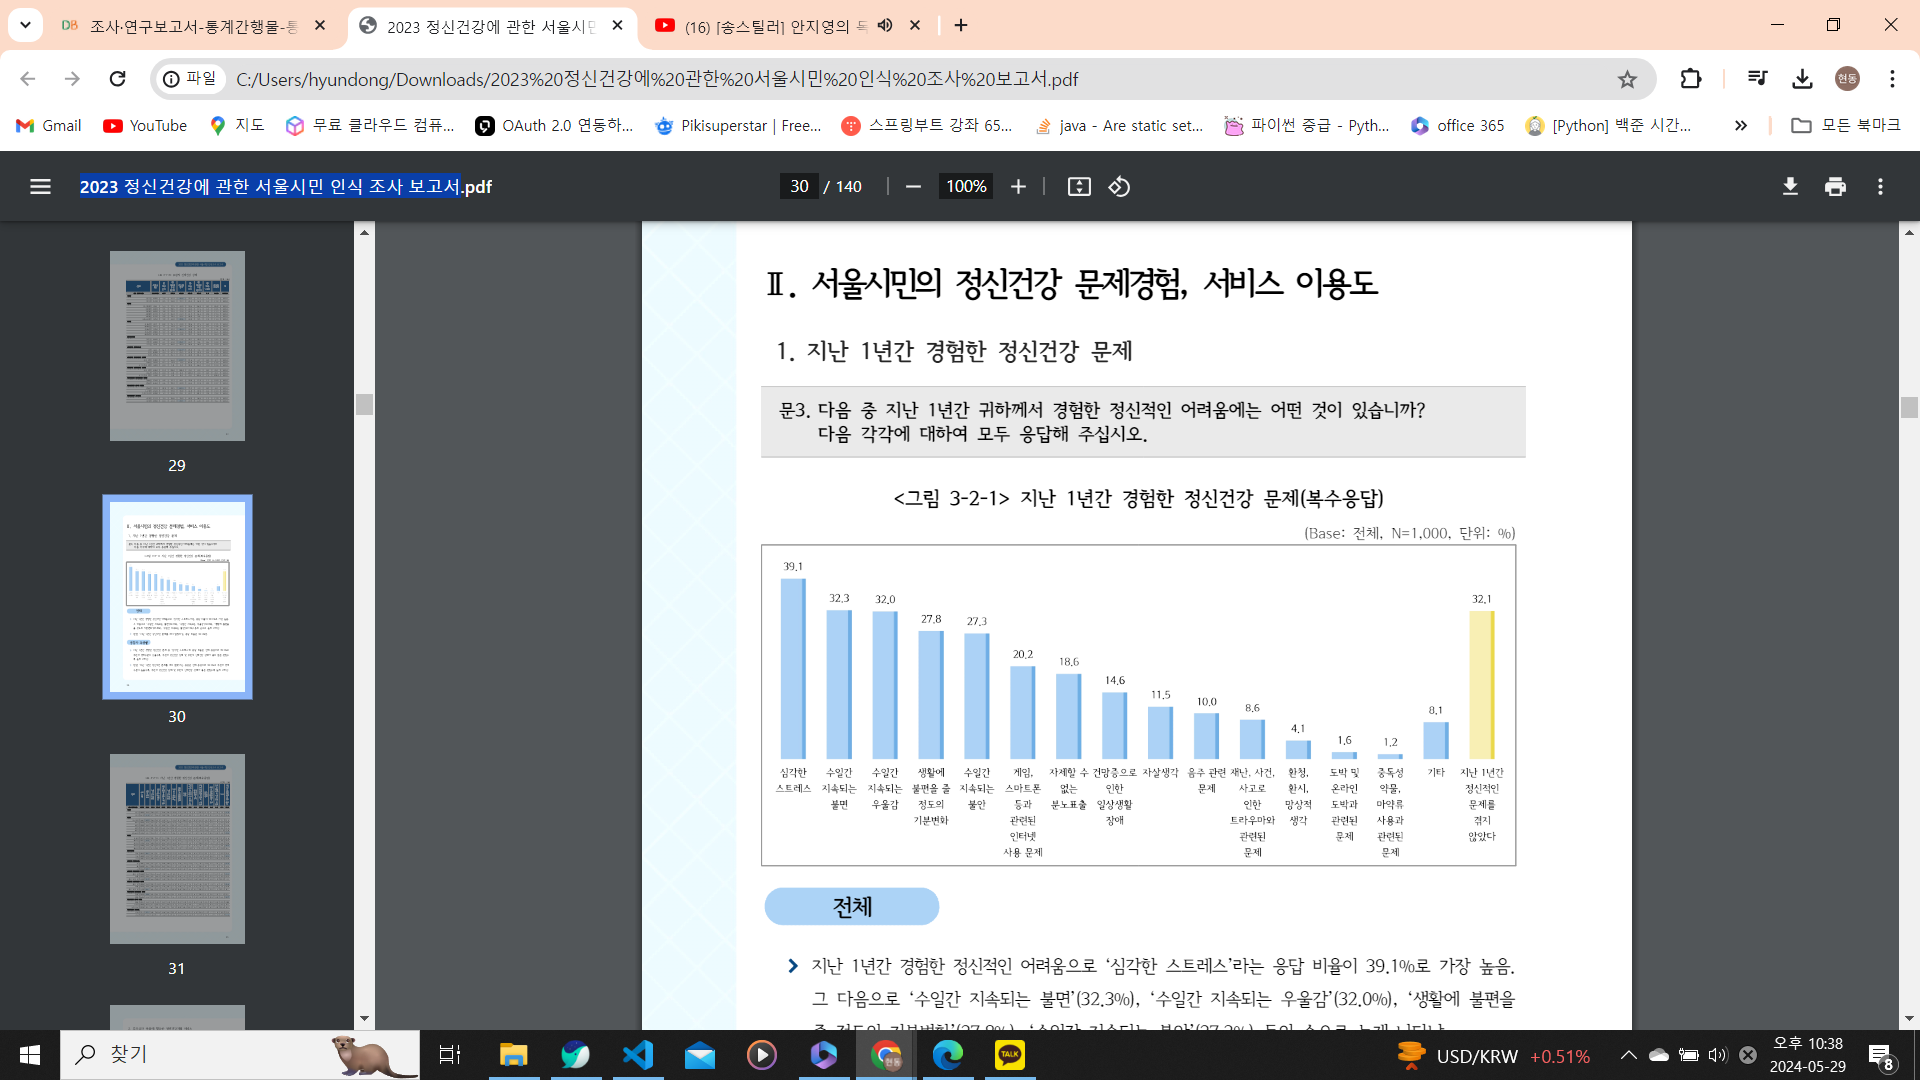 조사·연구보고서-통계간행물-통
2023 정신건강에 관한 서울시민
(16) [송스틸러] 안지영의 독
파일
C:/Users/hyundong/Downloads/2023%20정신건강에%20관한%20서울시민%20인식%20조사%20보고서.pdf
현동
Gmail
YouTube
지도
무료 클라우드 컴퓨...
OAuth 2.0 연동하...
Pikisuperstar | Free...
스프링부트 강좌 65...
java - Are static set...
파이썬 중급 - Pyth...
office 365
[Python] 백준 시간...
모든 북마크
2023 정신건강에 관한 서울시민 인식 조사 보고서.pdf
30 / 140
100%
29
30
31
Ⅱ. 서울시민의 정신건강 문제경험, 서비스 이용도
1. 지난 1년간 경험한 정신건강 문제
문3. 다음 중 지난 1년간 귀하께서 경험한 정신적인 어려움에는 어떤 것이 있습니까?
다음 각각에 대하여 모두 응답해 주십시오.
<그림 3-2-1> 지난 1년간 경험한 정신건강 문제(복수응답)
(Base: 전체, N=1,000, 단위: %)
39.1
32.3
32.0
27.8
27.3
20.2
18.6
14.6
11.5
10.0
8.6
4.1
1.6
1.2
8.1
32.1
심각한
스트레스
수일간
지속되는
불면
수일간
지속되는
우울감
생활에
불편을 줄
정도의
기분변화
수일간
지속되는
불안
게임,
스마트폰
등과
관련된
인터넷
사용 문제
자제할 수
없는
분노표출
건망증으로
인한
일상생활
장애
자살생각
음주 관련
문제
재난, 사건,
사고로
인한
트라우마와
관련된
문제
환청,
환시,
망상적
생각
도박 및
온라인
도박과
관련된
문제
중독성
약물,
마약류
사용과
관련된
문제
기타
지난 1년간
정신적인
문제를
겪지
않았다
전체
지난 1년간 경험한 정신적인 어려움으로 ‘심각한 스트레스’라는 응답 비율이 39.1%로 가장 높음.
그 다음으로 ‘수일간 지속되는 불면’(32.3%), ‘수일간 지속되는 우울감’(32.0%), ‘생활에 불편을
찾기
TALK
현동
USD/KRW +0.51%
오후 10:38
2024-05-29
8